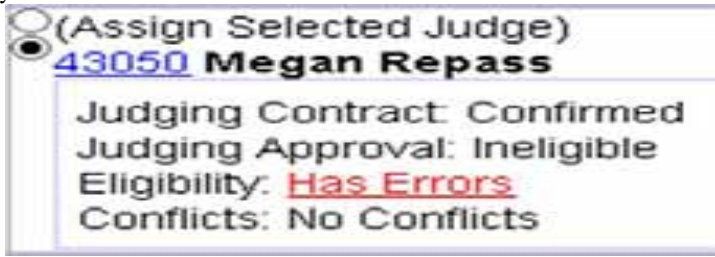 (Assign Selected Judge)
43050 Megan Repass
Judging Contract: Confirmed
Judging Approval: Ineligible
Eligibility: Has Errors
Conflicts: No Conflicts